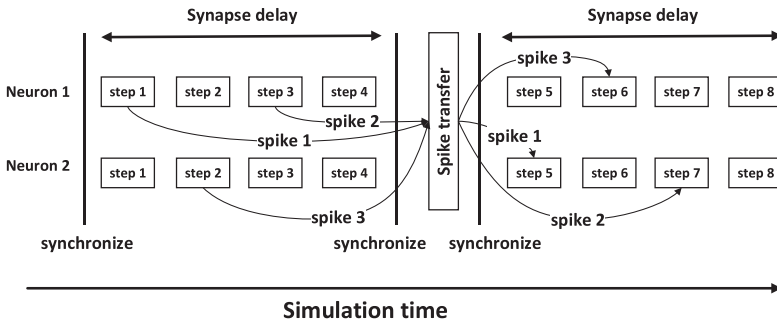 Synapse delay
Synapse delay
Neuron 1
step 1
step 2
step 3
step 4
spike 2
spike 1
Spike transfer
spike 3
step 5
step 6
step 7
step 8
spike 1
Neuron 2
step 1
step 2
step 3
step 4
spike 3
step 5
step 6
step 7
step 8
spike 2
synchronize
synchronize
synchronize
Simulation time